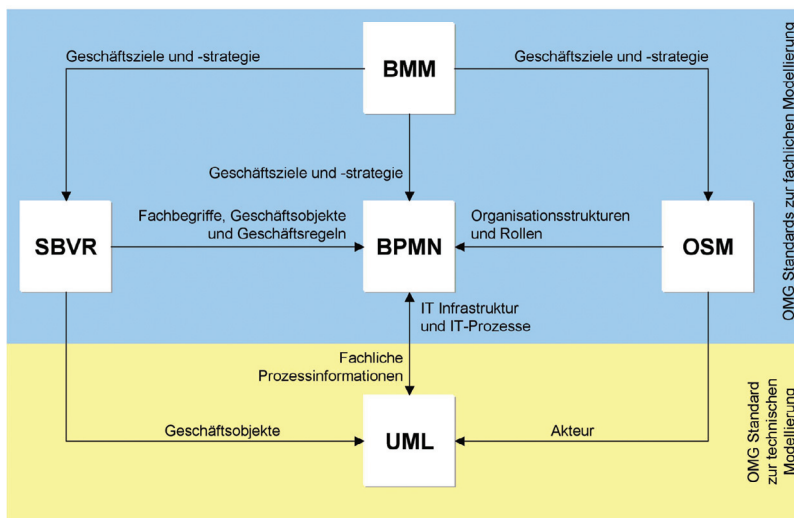 Geschäftsziele und -strategie
BMM
Geschäftsziele und -strategie
Geschäftsziele und -strategie
SBVR
Fachbegriffe, Geschäftsobjekte
und Geschäftsregeln
BPMN
Organisationsstrukturen
und Rollen
OSM
IT Infrastruktur
und IT-Prozesse
Fachliche
Prozessinformationen
Geschäftsobjekte
UML
Akteur
OMG Standards zur fachlichen Modellierung
OMG Standard
zur technischen
Modellierung